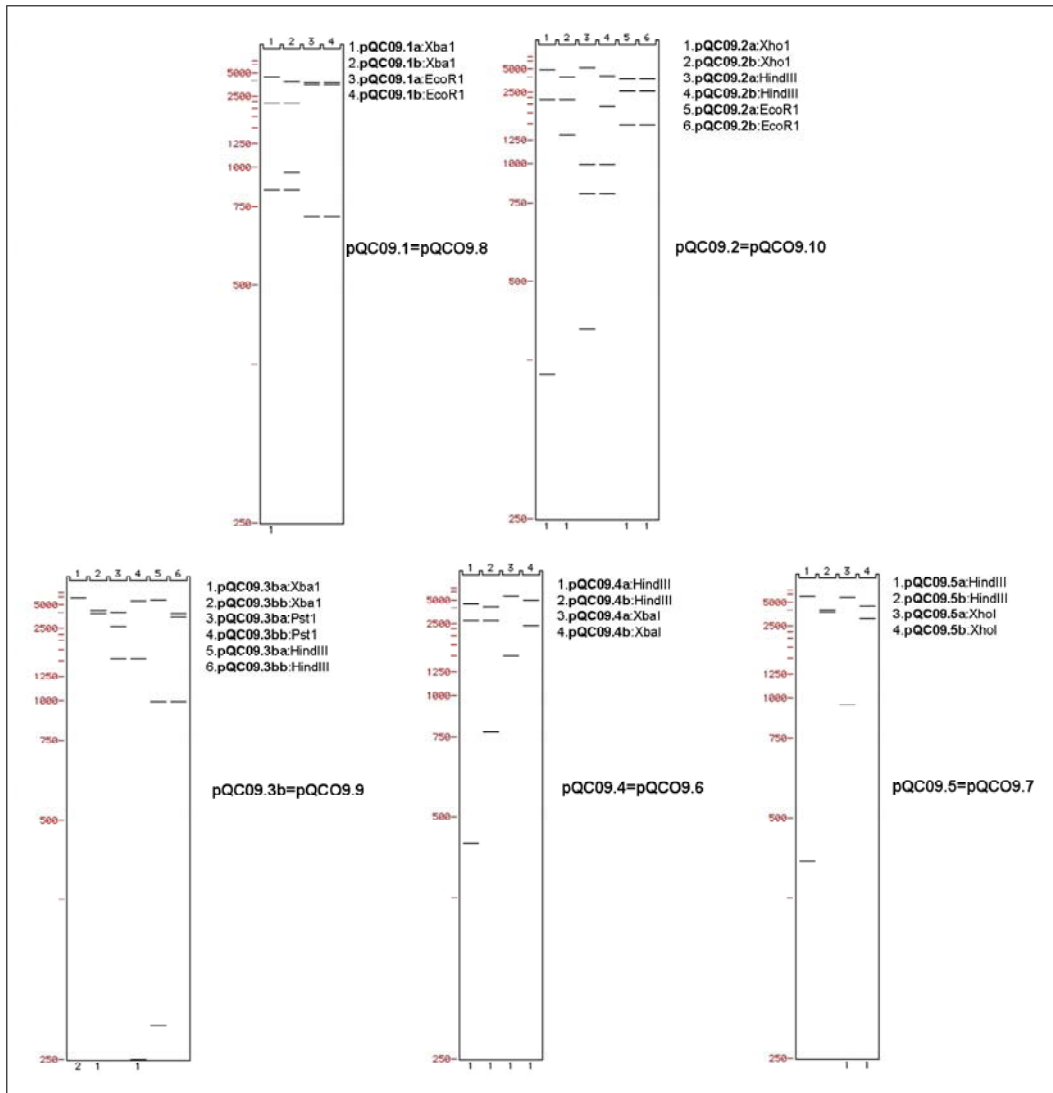 1 2 3 4
5000
2500
1250
1000
750
500
250
1
1.pQC09.1a:Xba1
2.pQC09.1b:Xba1
3.pQC09.1a:EcoR1
4.pQC09.1b:EcoR1
pQC09.1=pQCO9.8
1 2 3 4 5 6
5000
2500
1250
1000
750
500
250
1 1 1 1
1.pQC09.2a:Xho1
2.pQC09.2b:Xho1
3.pQC09.2a:HindIII
4.pQC09.2b:HindIII
5.pQC09.2a:EcoR1
6.pQC09.2b:EcoR1
pQC09.2=pQCO9.10
1 2 3 4 5 6
5000
2500
1250
1000
750
500
250
2 1 1
1.pQC09.3ba:Xba1
2.pQC09.3bb:Xba1
3.pQC09.3ba:Pst1
4.pQC09.3bb:Pst1
5.pQC09.3ba:HindIII
6.pQC09.3bb:HindIII
pQC09.3b=pQCO9.9
1 2 3 4
5000
2500
1250
1000
750
500
250
1 1 1 1
1.pQC09.4a:HindIII
2.pQC09.4b:HindIII
3.pQC09.4a:XbaI
4.pQC09.4b:XbaI
pQC09.4=pQCO9.6
1 2 3 4
5000
2500
1250
1000
750
500
250
1 1
1.pQC09.5a:HindIII
2.pQC09.5b:HindIII
3.pQC09.5a:XhoI
4.pQC09.5b:XhoI
pQC09.5=pQCO9.7